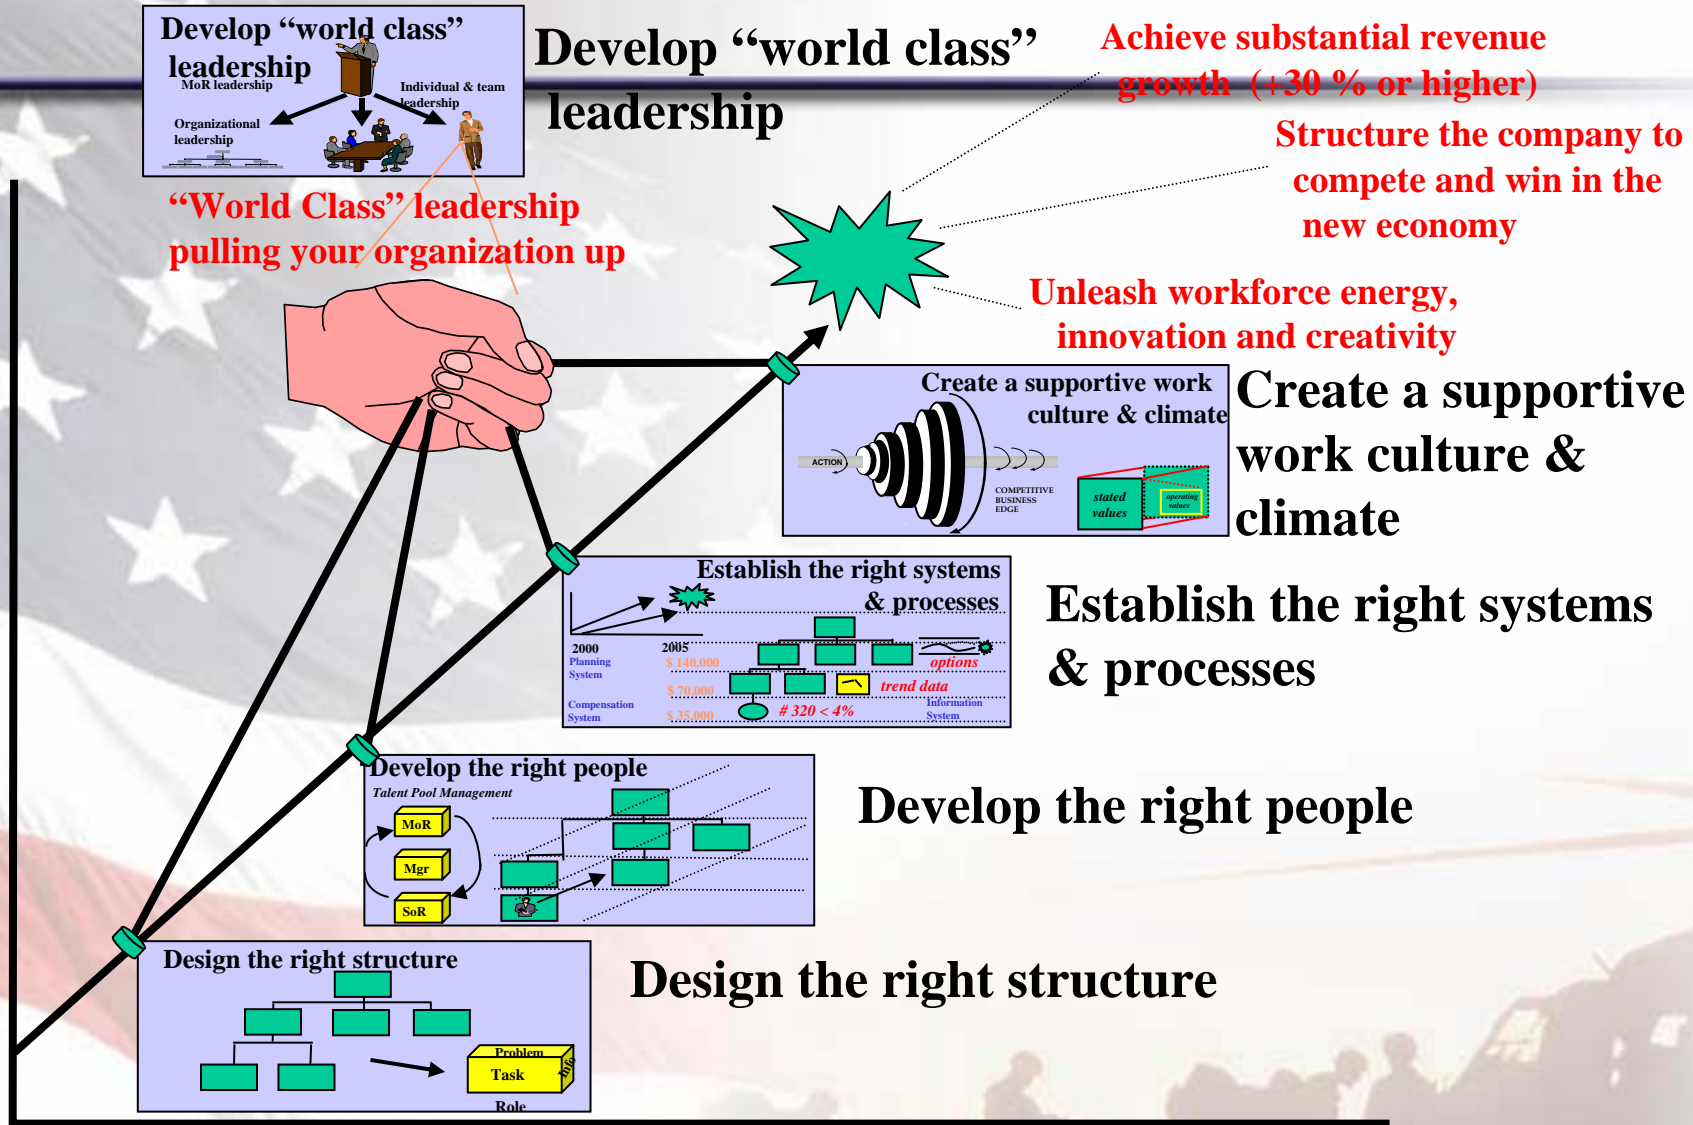 Develop “world class”
leadership
MoR leadership
Individual & team
leadership
Organizational
leadership
Develop “world class”
leadership
Achieve substantial revenue
growth (+30 % or higher)
Structure the company to
compete and win in the
new economy
“World Class” leadership
pulling your organization up
Unleash workforce energy,
innovation and creativity
Create a supportive work
culture & climate
ACTION
COMPETITIVE
BUSINESS
EDGE
stated
values
operating
values
Create a supportive
work culture &
climate
Establish the right systems
& processes
2000
2005
Planning
System
$ 140,000
options
$ 70,000
trend data
Compensation
System
$ 35,000
# 320 < 4%
Information
System
Establish the right systems
& processes
Develop the right people
Talent Pool Management
MoR
Mgr
SoR
Develop the right people
Design the right structure
Problem
Task
Info
Role
Design the right structure